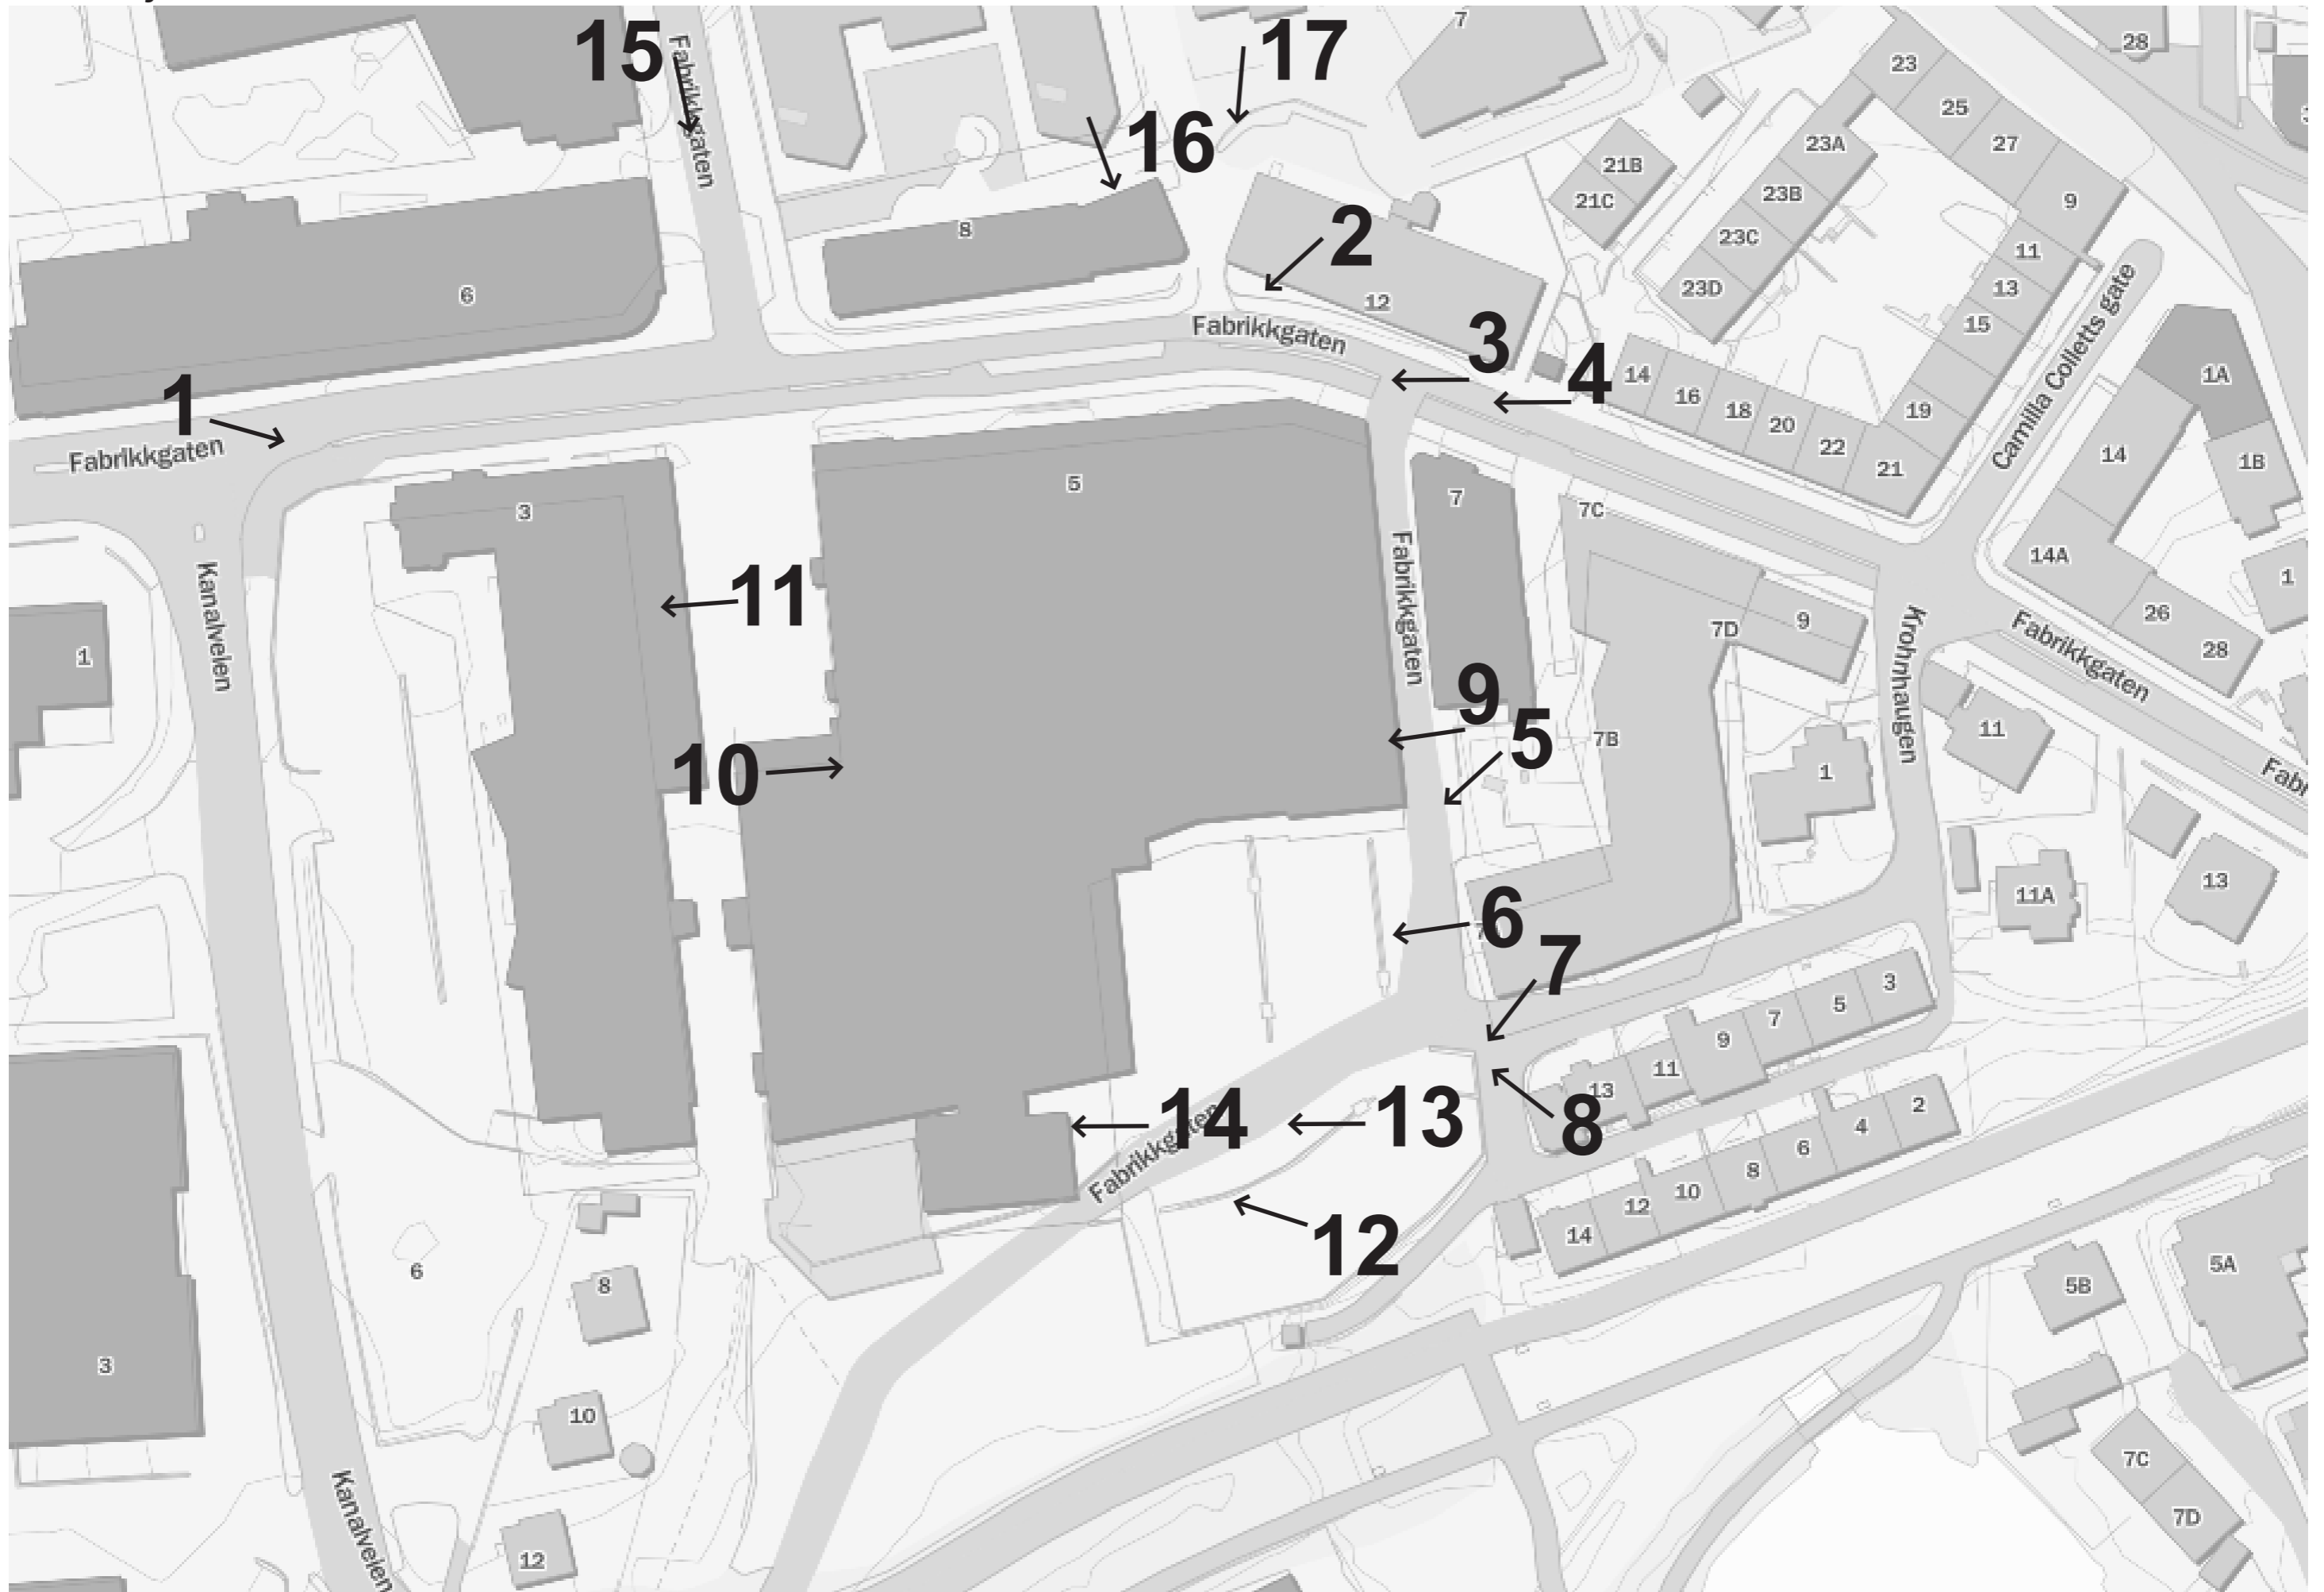 7
28
15
Fabrikkgaten
17
23
25
27
16
23A
21B
23B
9
21C
23C
8
2
11
6
23D
12
13
Fabrikkgaten
3
15
Camilla Colletts gate
1
4
14
16
18
20
19
1A
Fabrikkgaten
22
21
14
1B
3
5
7
7C
14A
1
Fabrikkgaten
Kanalveien
11
9
7D
26
1
Krohnhaugen
Fabrikkgaten
28
9
5
7B
11
10
1
13
6
11A
7
3
5
7
9
11
13
14
13
8
2
4
6
8
10
12
14
Fabrikkgaten
12
6
8
5B
5A
3
10
7C
Kanalveien
7D
12